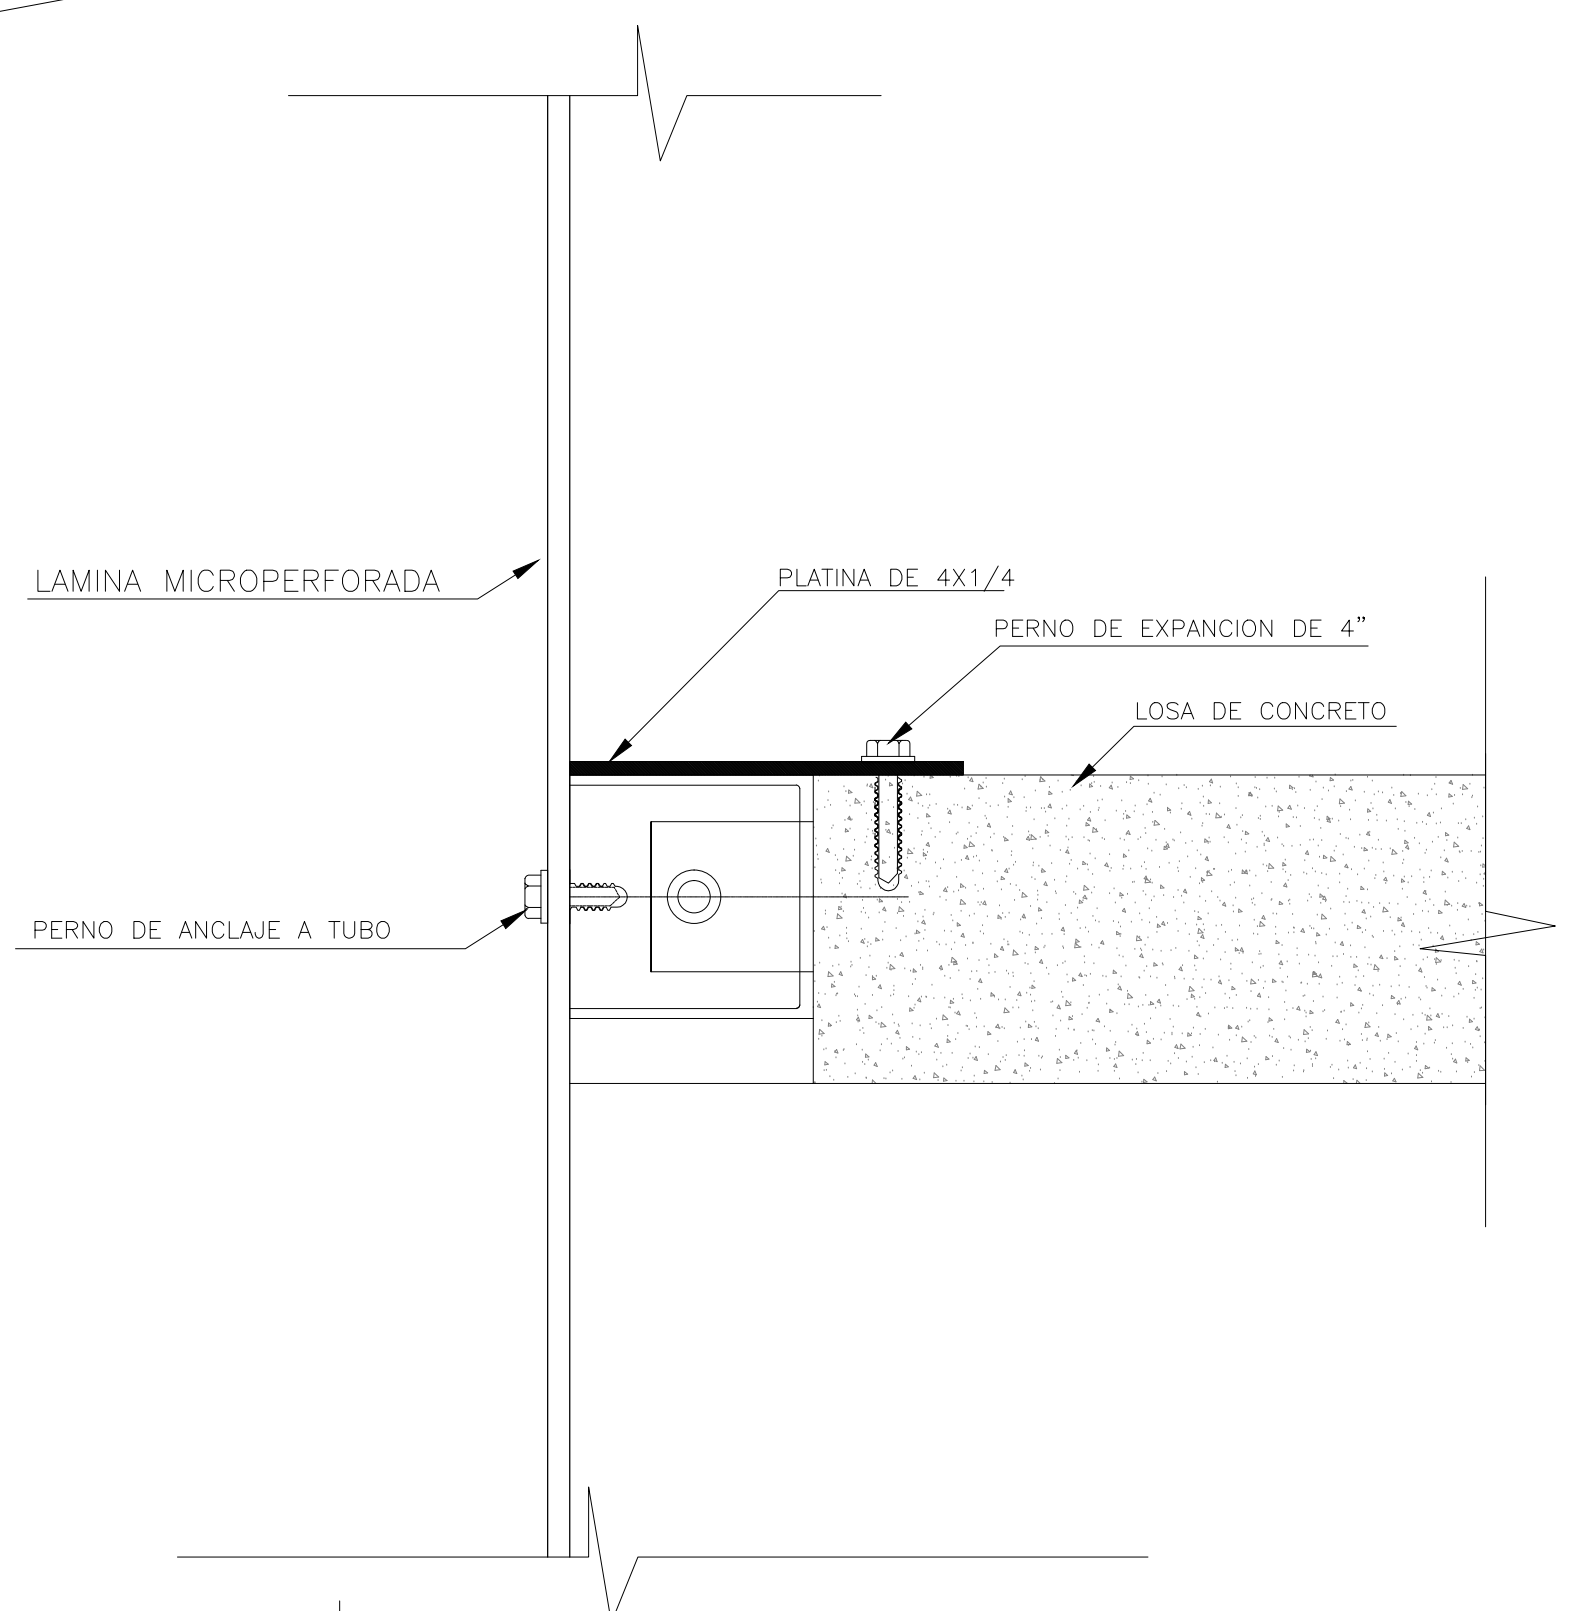 LAMINA MICROPERFORADA
PLATINA DE 4X1/4
PERNO DE EXPANCION DE 4”
LOSA DE CONCRETO
PERNO DE ANCLAJE A TUBO